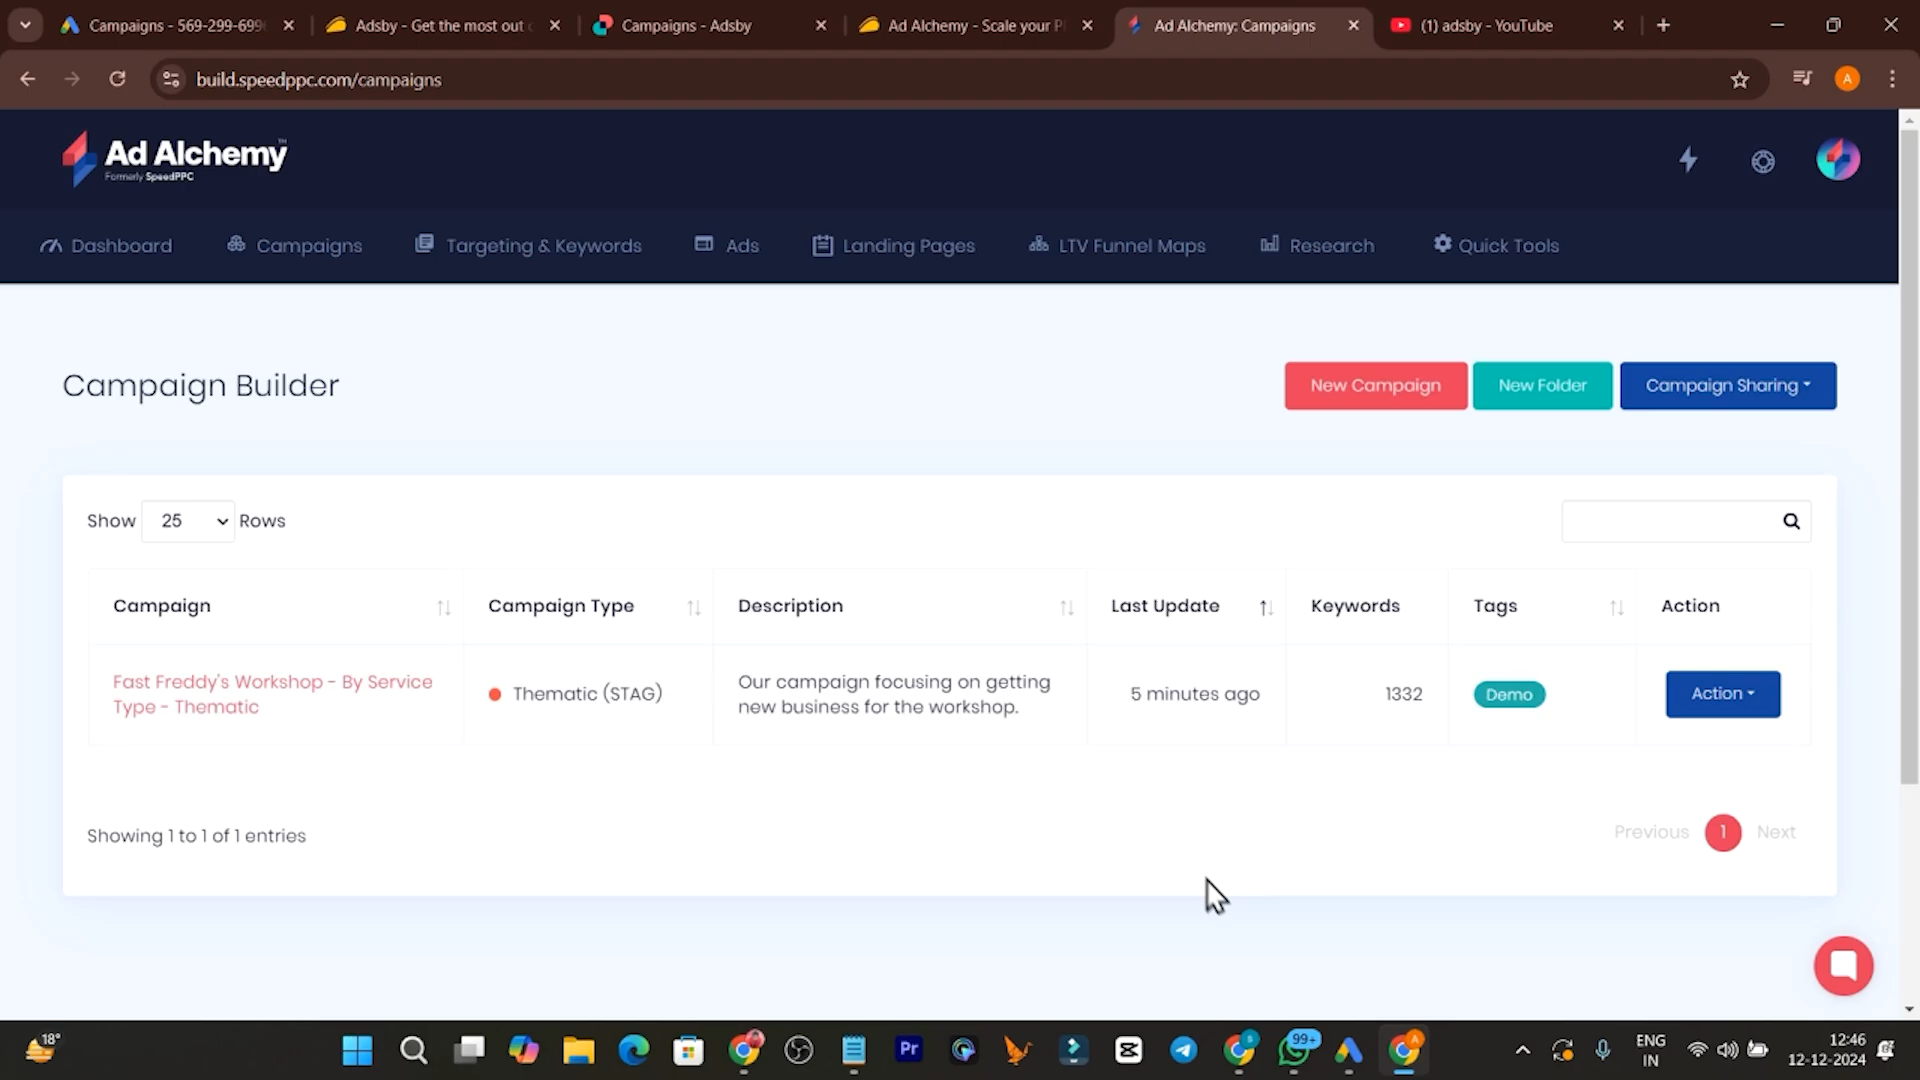 Campaigns - 569-299-699
Adsby - Get the most out
Campaigns - Adsby
Ad Alchemy - Scale your P
Ad Alchemy: Campaigns
(1) adsby - YouTube
build.speedppc.com/campaigns
A
Ad Alchemy™
Formerly SpeedPPC
Dashboard
Campaigns
Targeting & Keywords
Ads
Landing Pages
LTV Funnel Maps
Research
Quick Tools
Campaign Builder
New Campaign
New Folder
Campaign Sharing
Show 25 Rows
Campaign
Campaign Type
Description
Last Update
Keywords
Tags
Action
Fast Freddy's Workshop - By Service
Type - Thematic
Thematic (STAG)
Our campaign focusing on getting
new business for the workshop.
5 minutes ago
1332
Demo
Action
Showing 1 to 1 of 1 entries
Previous
1
Next
18°
Pr
99+
ENG
IN
12:46
12-12-2024